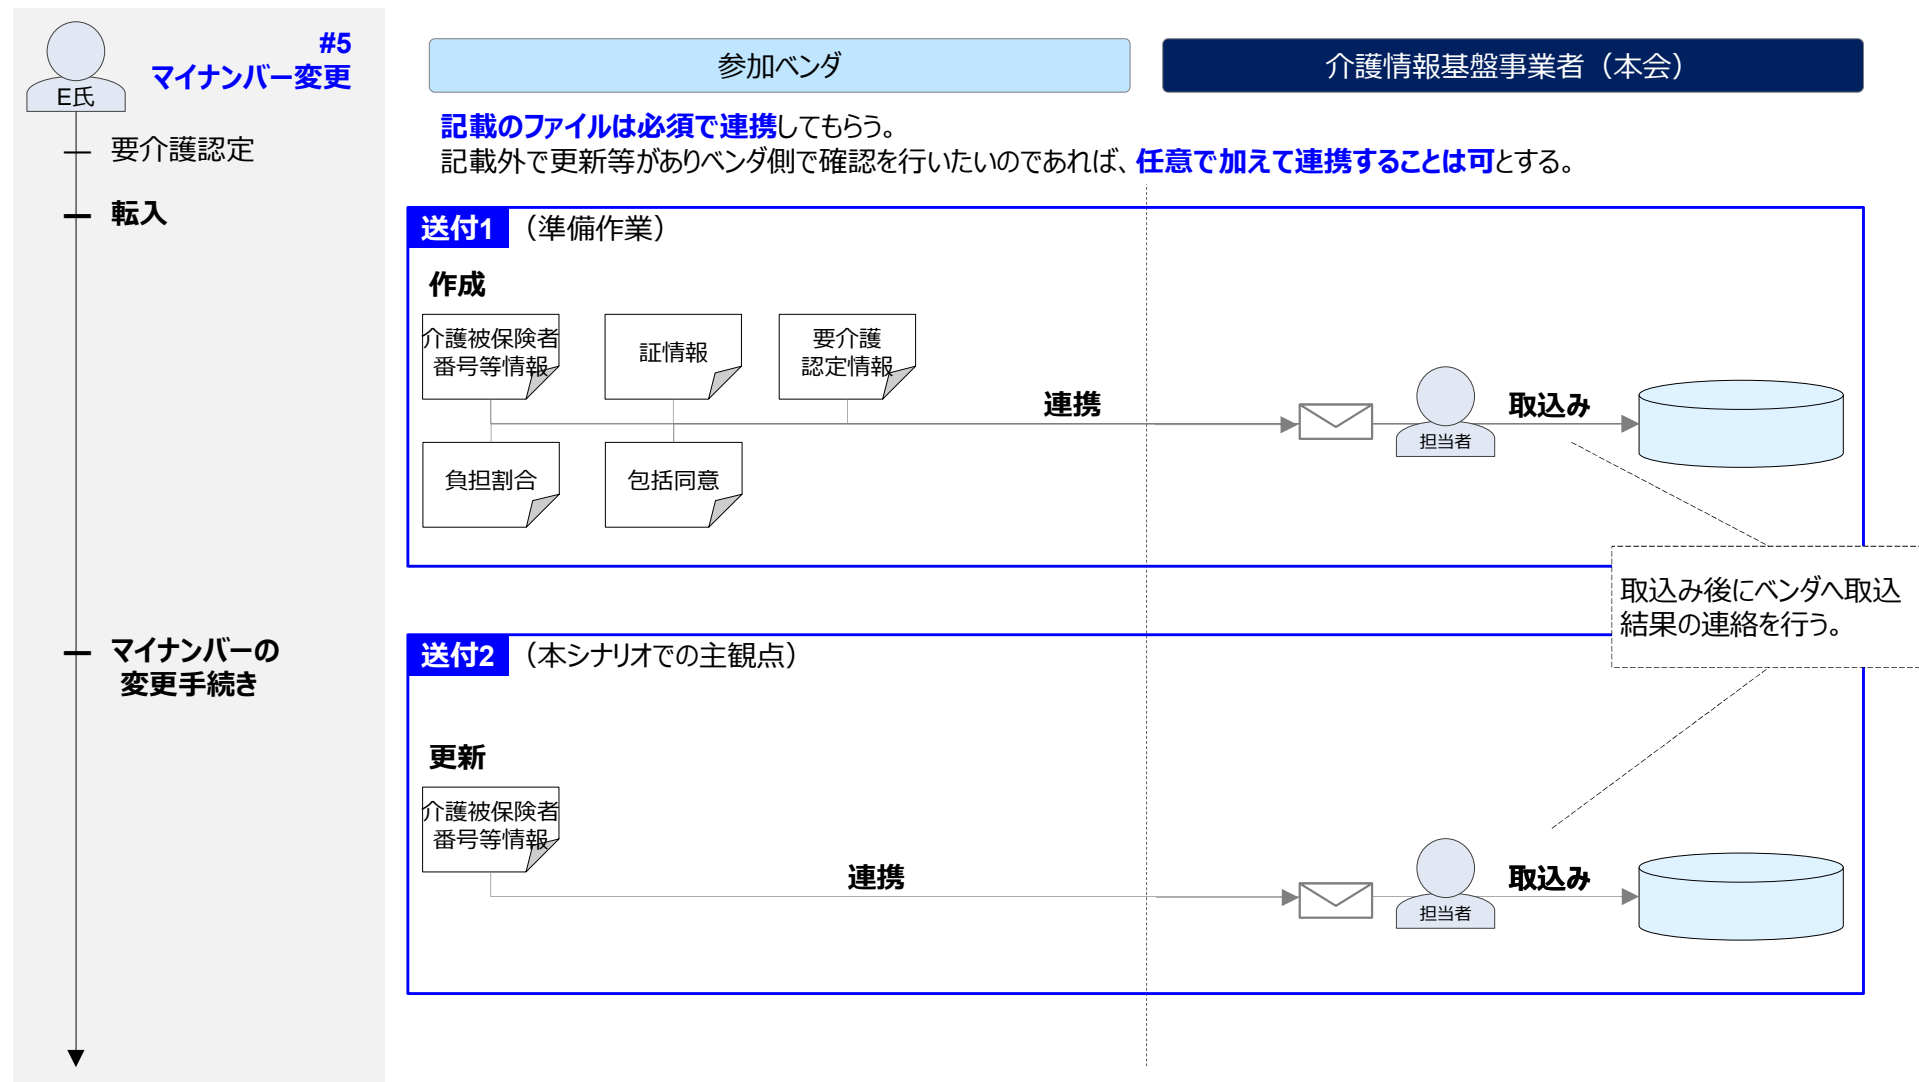 #5
マイナンバー変更
E氏
要介護認定
転入
マイナンバーの
変更手続き
参加ベンダ
介護情報基盤事業者（本会）
記載のファイルは必須で連携してもらう。
記載外で更新等がありベンダ側で確認を行いたいのであれば、任意で加えて連携することは可とする。
送付1（準備作業）
作成
介護被保険者
番号等情報
証情報
要介護
認定情報
負担割合
包括同意
連携
担当者
取込み
取込み後にベンダへ取込
結果の連絡を行う。
送付2（本シナリオでの主観点）
更新
介護被保険者
番号等情報
連携
担当者
取込み